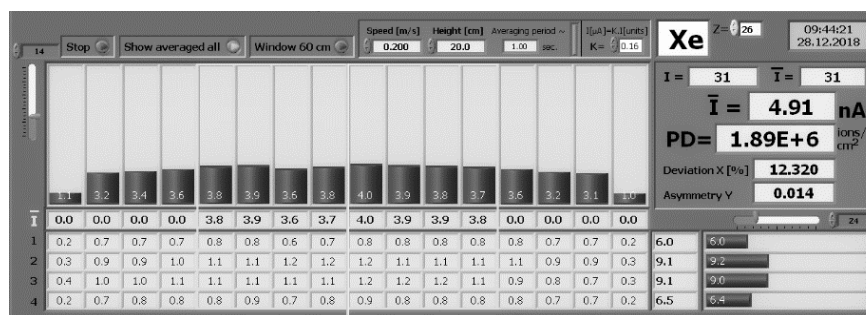 Speed [m/s] Height [cm] Averaging period ~ I[µA]=K.I[units]
14 Stop Show averaged all Window 60 cm 0.200 20.0 1.00 sec. K= 0.16
Xe Z= 26 09:44:21
28.12.2018
I = 31 I = 31
I = 4.91 nA
PD= 1.89E+6 ions/cm2
Deviation X [%] 12.320
Asymmetry Y 0.014
1.1 3.2 3.4 3.6 3.8 3.9 3.6 3.8 4.0 3.9 3.8 3.7 3.6 3.2 3.1 1.0
I 0.0 0.0 0.0 0.0 3.8 3.9 3.6 3.7 4.0 3.9 3.9 3.8 0.0 0.0 0.0 0.0
24
1 0.2 0.7 0.7 0.7 0.8 0.8 0.6 0.7 0.8 0.8 0.8 0.8 0.8 0.7 0.7 0.2 6.0 6.0
2 0.3 0.9 0.9 1.0 1.1 1.1 1.2 1.2 1.1 1.1 1.1 1.1 1.1 0.9 0.9 0.3 9.1 9.2
3 0.4 1.0 1.0 1.1 1.1 1.1 1.1 1.1 1.2 1.2 1.1 1.1 0.9 0.8 0.7 0.3 9.1 9.0
4 0.2 0.7 0.8 0.8 0.8 0.9 0.7 0.8 0.9 0.8 0.8 0.8 0.8 0.7 0.7 0.2 6.5 6.4